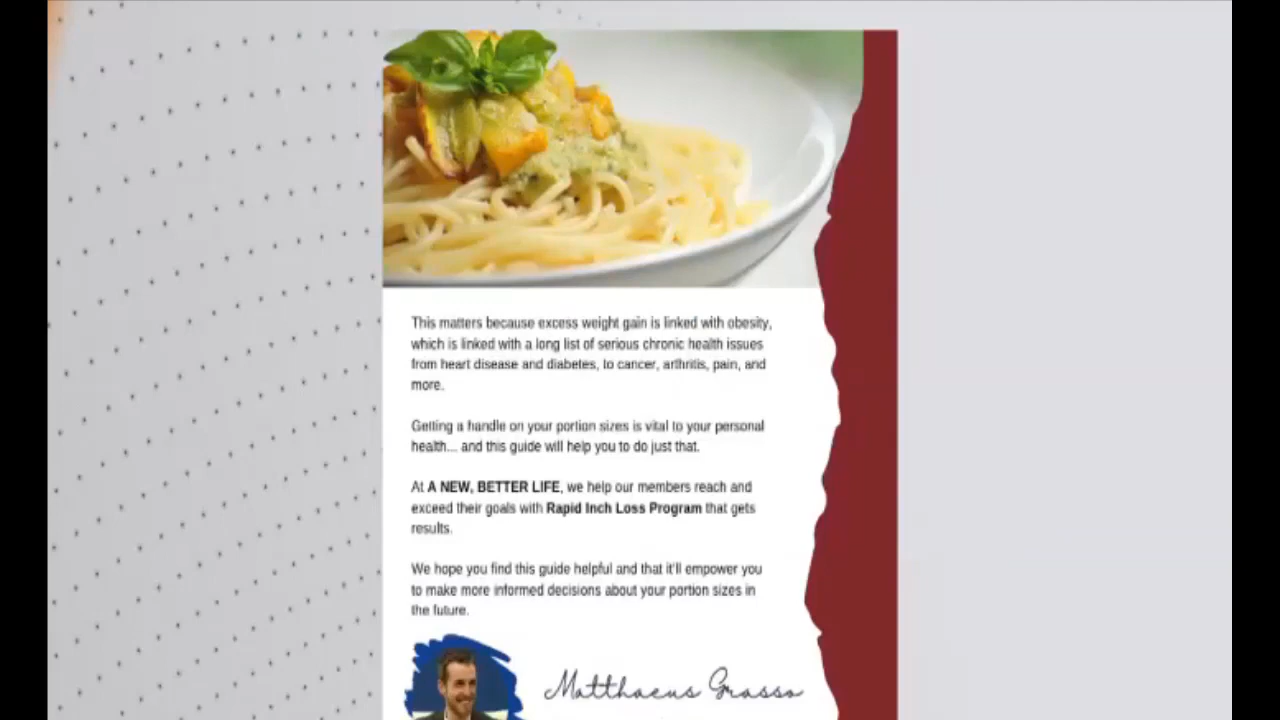 This matters because excess weight gain is linked with obesity,
which is linked with a long list of serious chronic health issues
from heart disease and diabetes, to cancer, arthritis, pain, and
more.
Getting a handle on your portion sizes is vital to your personal
health... and this guide will help you to do just that.
At A NEW, BETTER LIFE, we help our members reach and
exceed their goals with Rapid Inch Loss Program that gets
results.
We hope you find this guide helpful and that it'll empower you
to make more informed decisions about your portion sizes in
the future.
Matthaeus Grasso